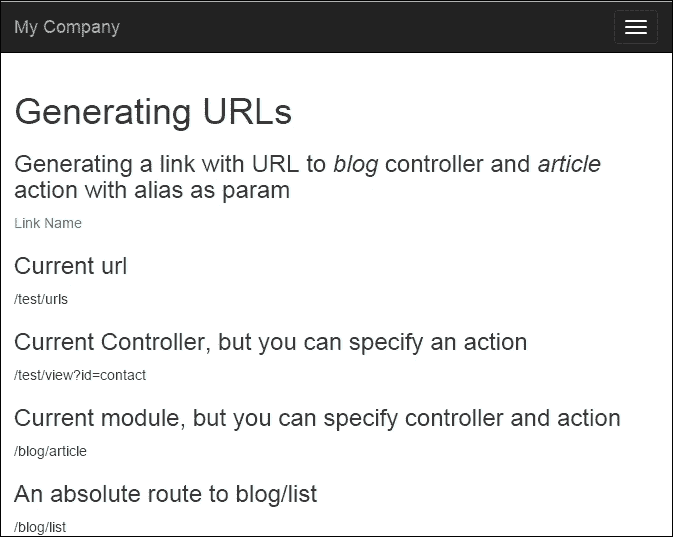 My Company
Generating URLs
Generating a link with URL to blog controller and article
action with alias as param
Link Name
Current url
/test/urls
Current Controller, but you can specify an action
/test/view?id=contact
Current module, but you can specify controller and action
/blog/article
An absolute route to blog/list
/blog/list